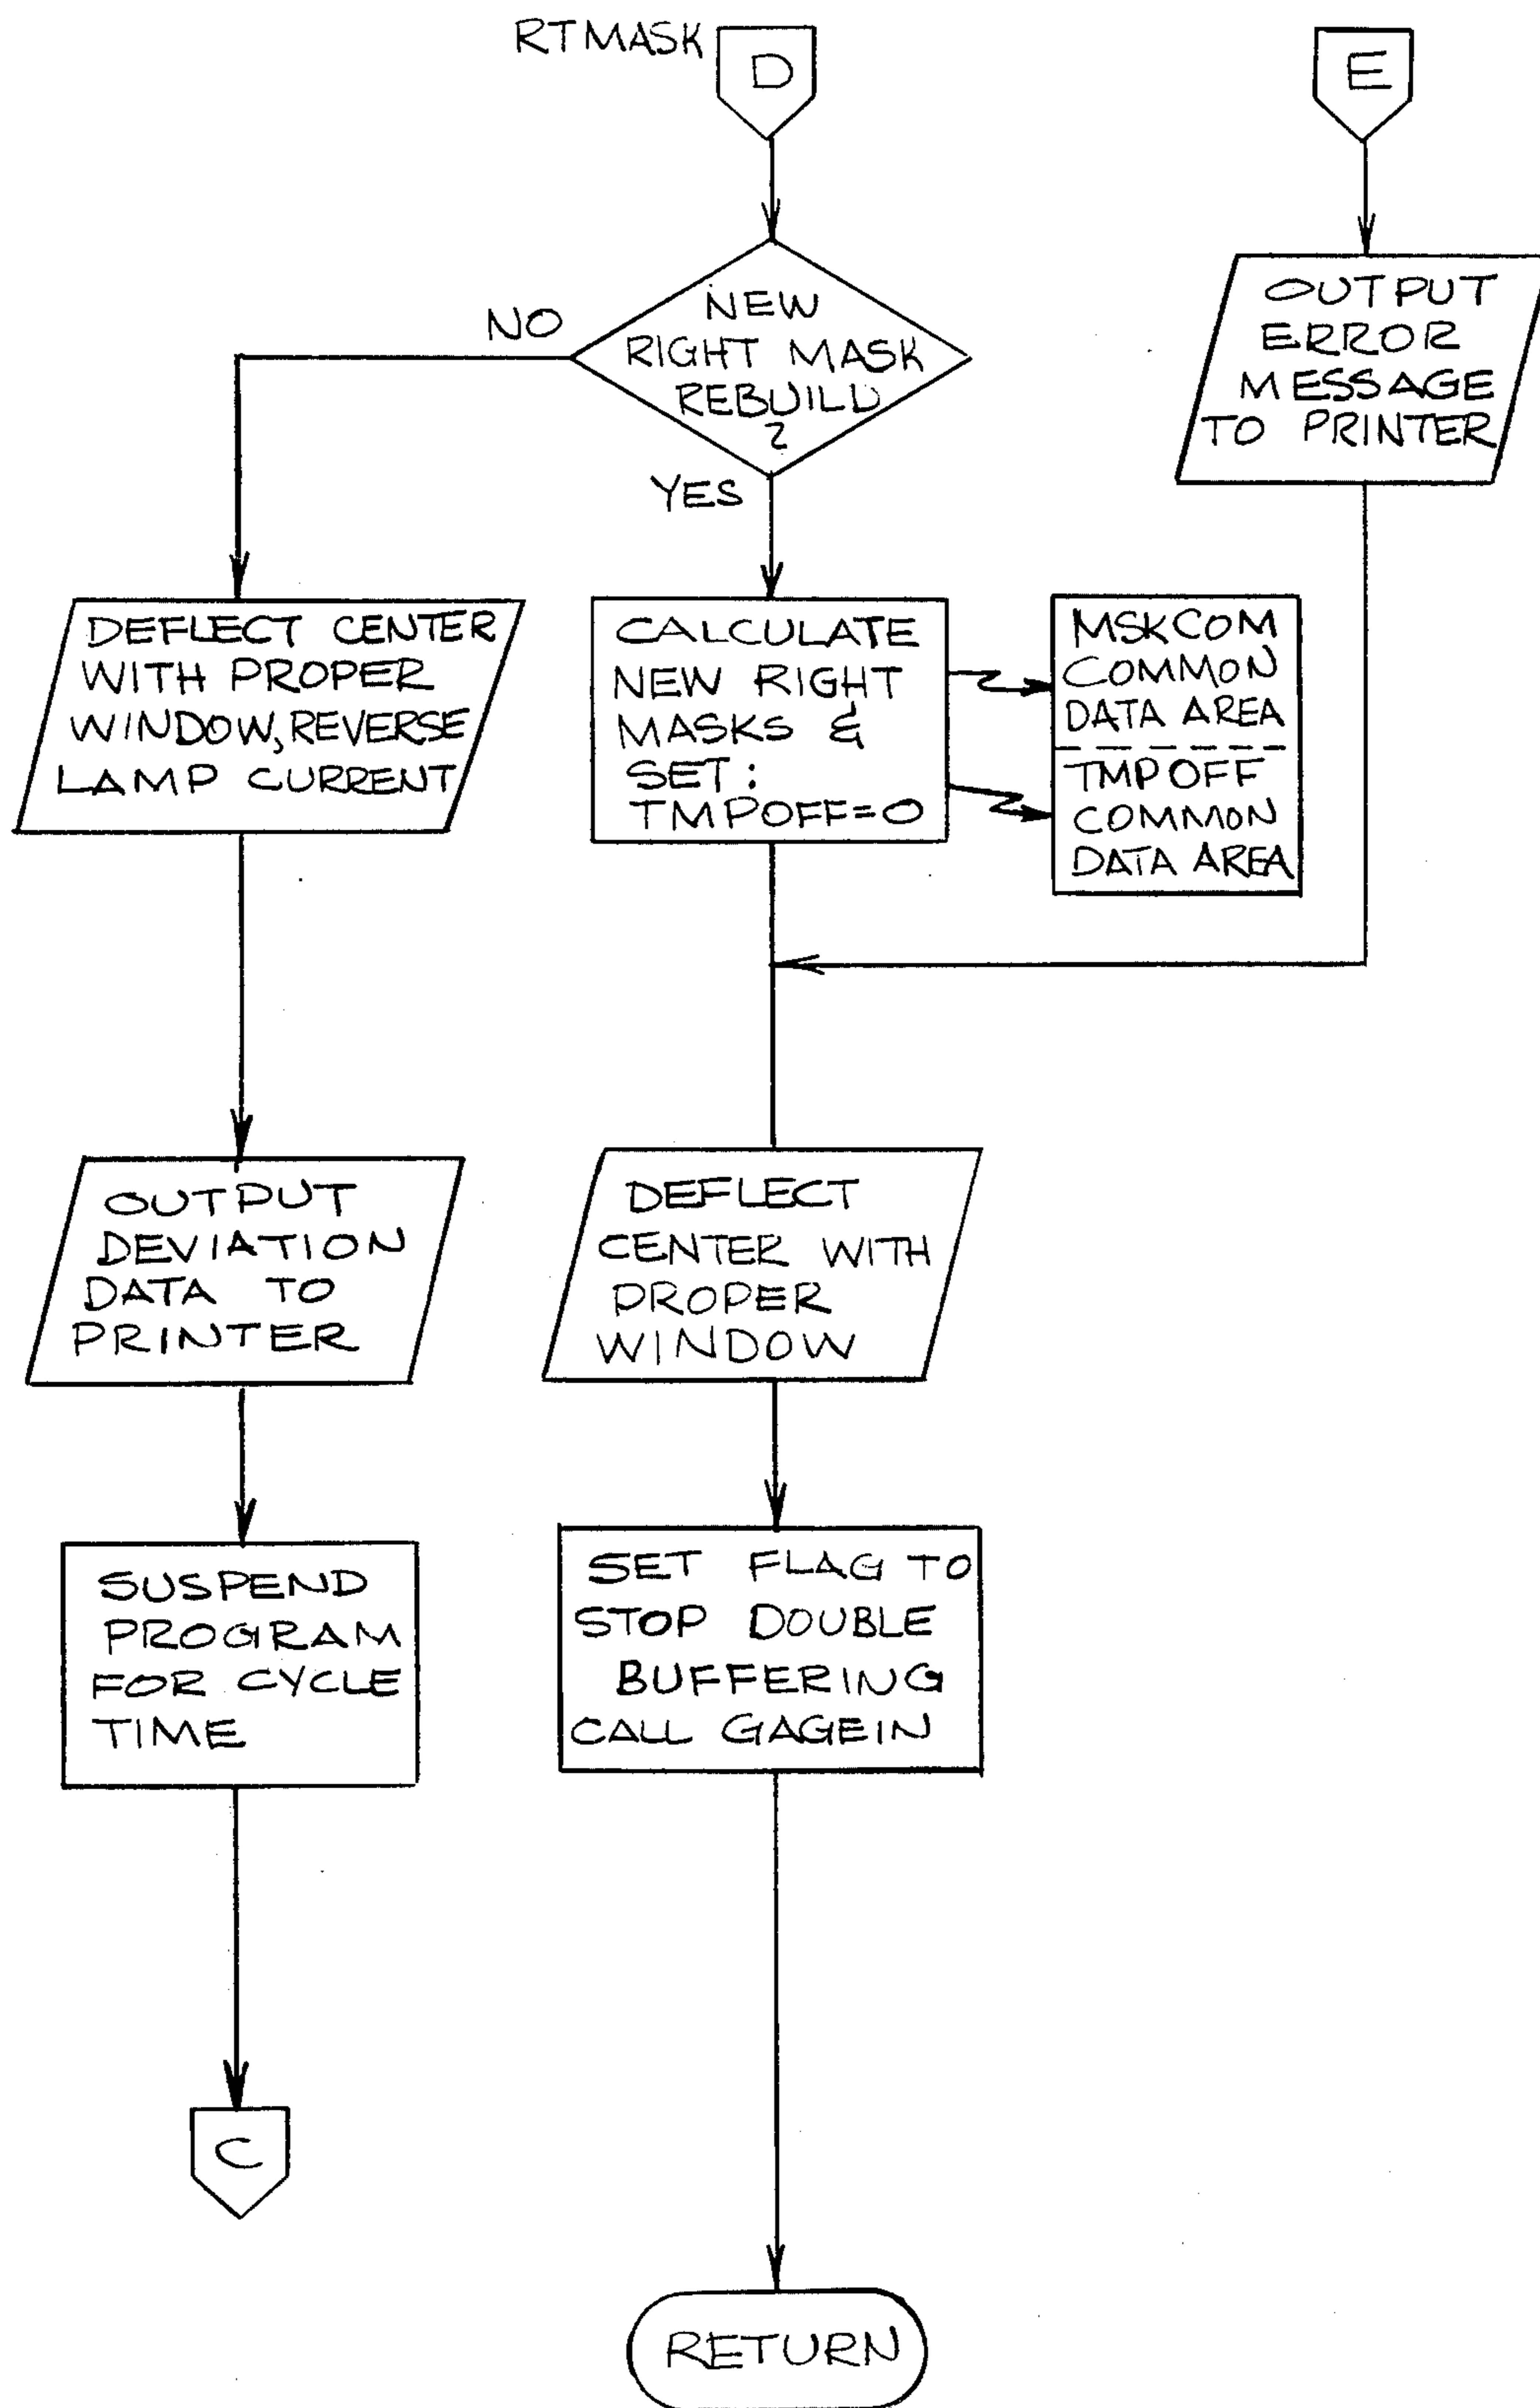 RTMASK
D
E
NEW
RIGHT MASK
REBUILD
?
NO
YES
OUTPUT
ERROR
MESSAGE
TO PRINTER
DEFLECT CENTER
WITH PROPER
WINDOW, REVERSE
LAMP CURRENT
CALCULATE
NEW RIGHT
MASKS &
SET:
TMPOFF=0
MSKCOM
COMMON
DATA AREA
TMPOFF
COMMON
DATA AREA
OUTPUT
DEVIATION
DATA TO
PRINTER
DEFLECT
CENTER WITH
PROPER
WINDOW
SUSPEND
PROGRAM
FOR CYCLE
TIME
SET FLAG TO
STOP DOUBLE
BUFFERING
CALL GAGEIN
C
RETURN